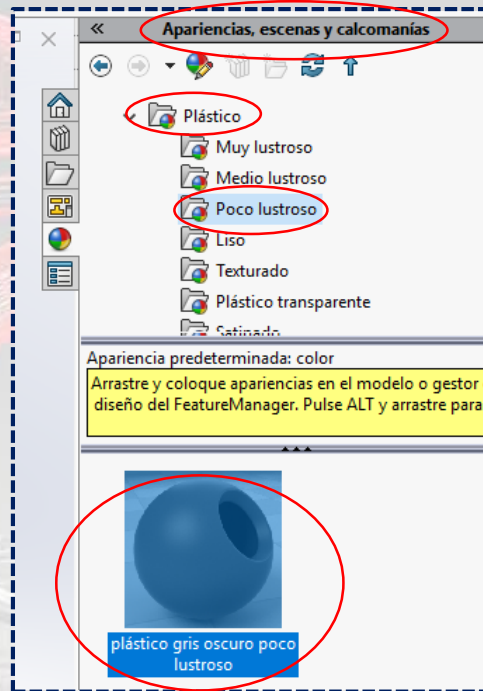 Apariencias, escenas y calcomanías
Plástico
Muy lustroso
Medio lustroso
Poco lustroso
Liso
Texturado
Plástico transparente
Satinado
Apariencia predeterminada: color
Arrastre y coloque apariencias en el modelo o gestor
diseño del FeatureManager. Pulse ALT y arrastre para
plástico gris oscuro poco
lustroso